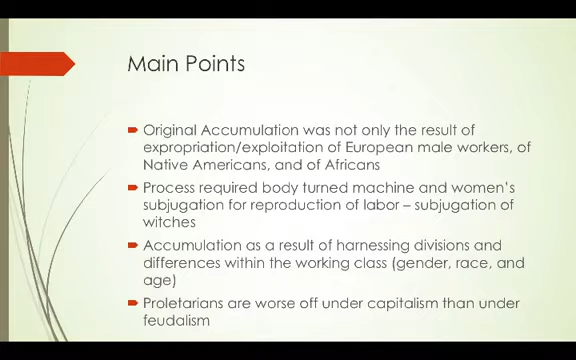 Main Points
Original Accumulation was not only the result of
expropriation/exploitation of European male workers, of
Native Americans, and of Africans
Process required body turned machine and women's
subjugation for reproduction of labor – subjugation of
witches
Accumulation as a result of harnessing divisions and
differences within the working class (gender, race, and
age)
Proletarians are worse off under capitalism than under
feudalism